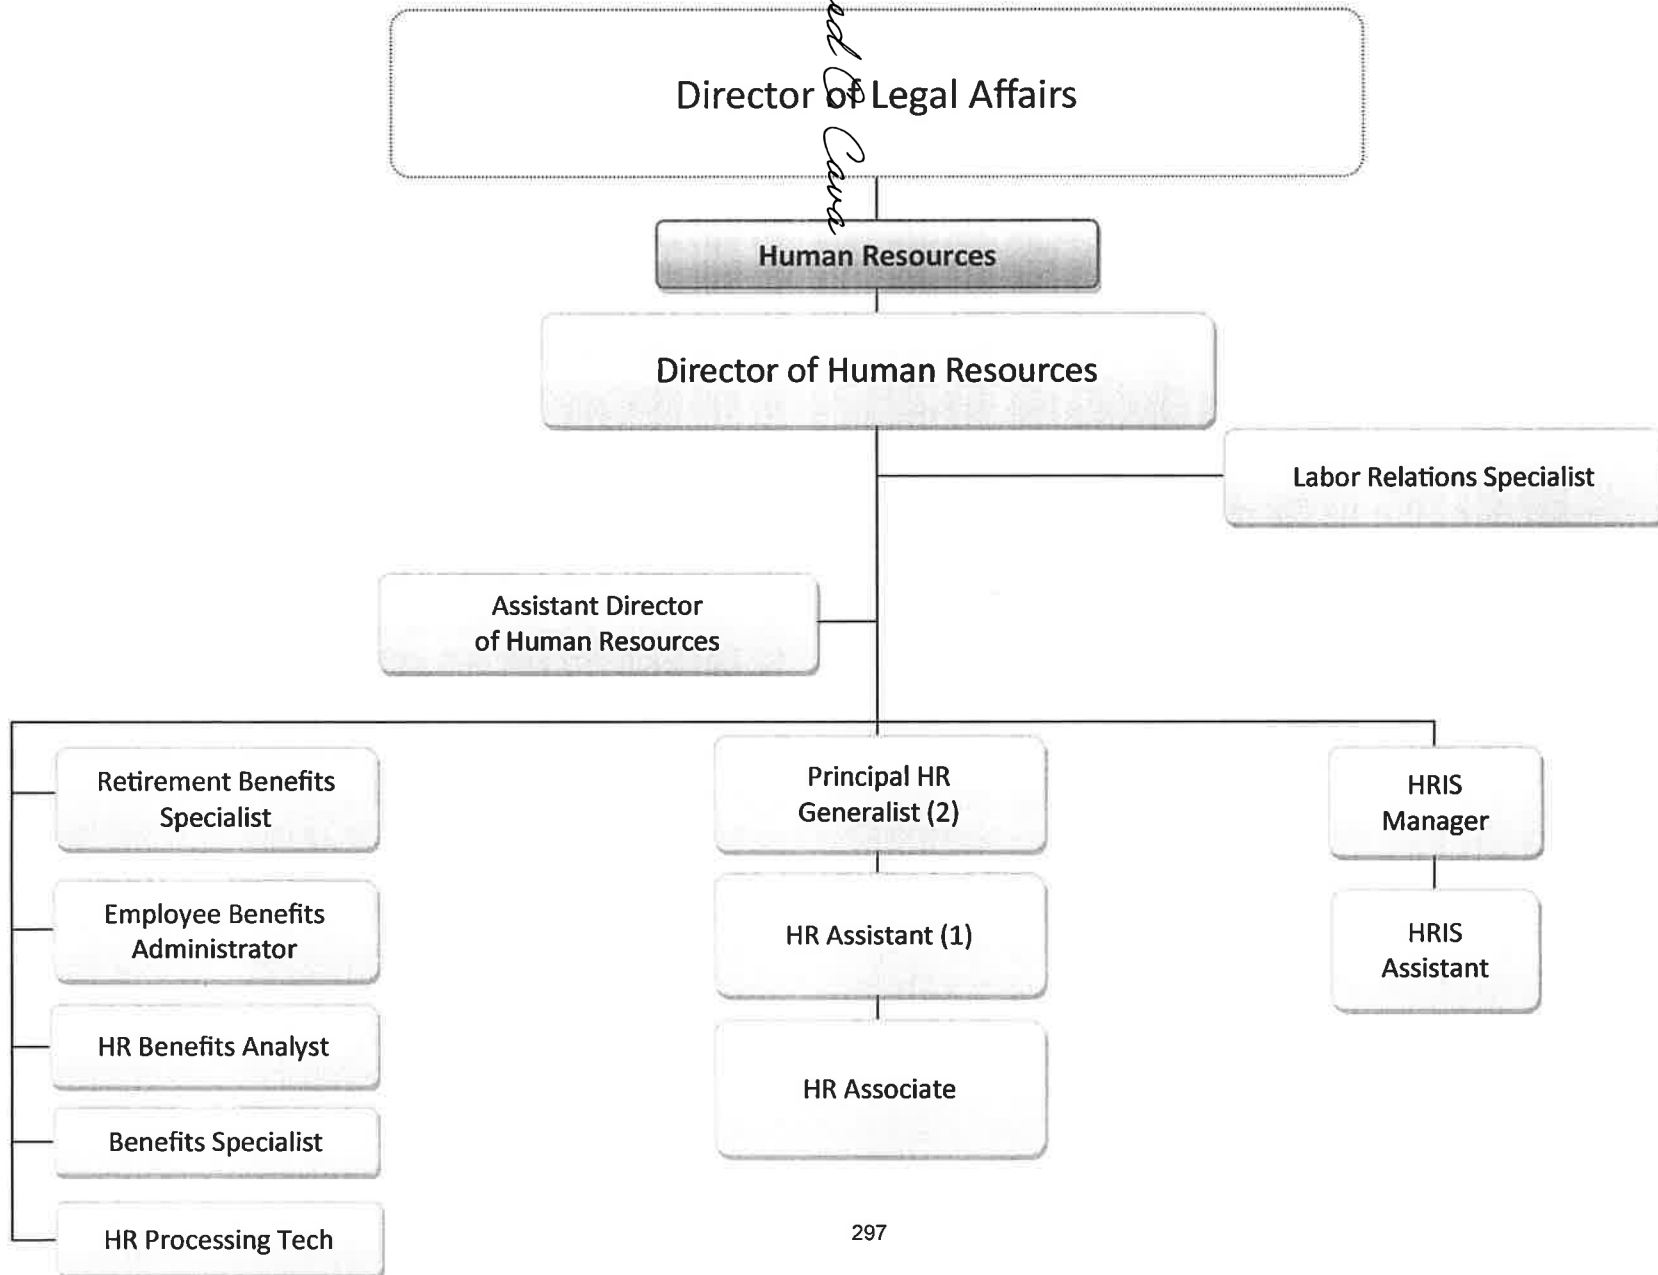 Director of Legal Affairs
Cava
Human Resources
Director of Human Resources
Labor Relations Specialist
Assistant Director
of Human Resources
Retirement Benefits
Specialist
Employee Benefits
Administrator
HR Benefits Analyst
Benefits Specialist
HR Processing Tech
Principal HR
Generalist (2)
HR Assistant (1)
HR Associate
HRIS
Manager
HRIS
Assistant
297